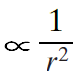 ∝ 1/r²